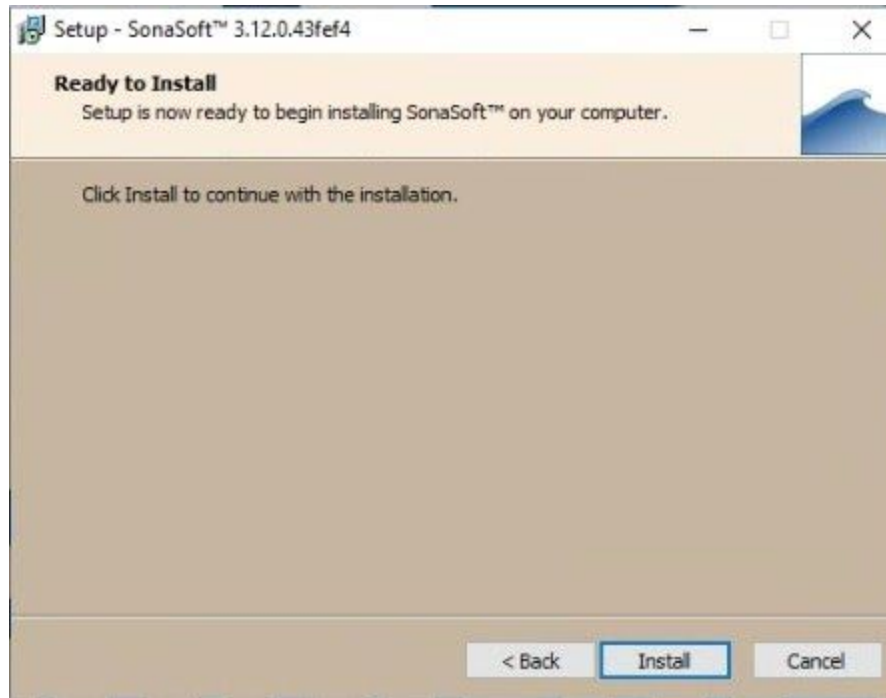 Setup - SonaSoft™ 3.12.0.43fef4
Ready to Install
Setup is now ready to begin installing SonaSoft™ on your computer.
Click Install to continue with the installation.
< Back
Install
Cancel